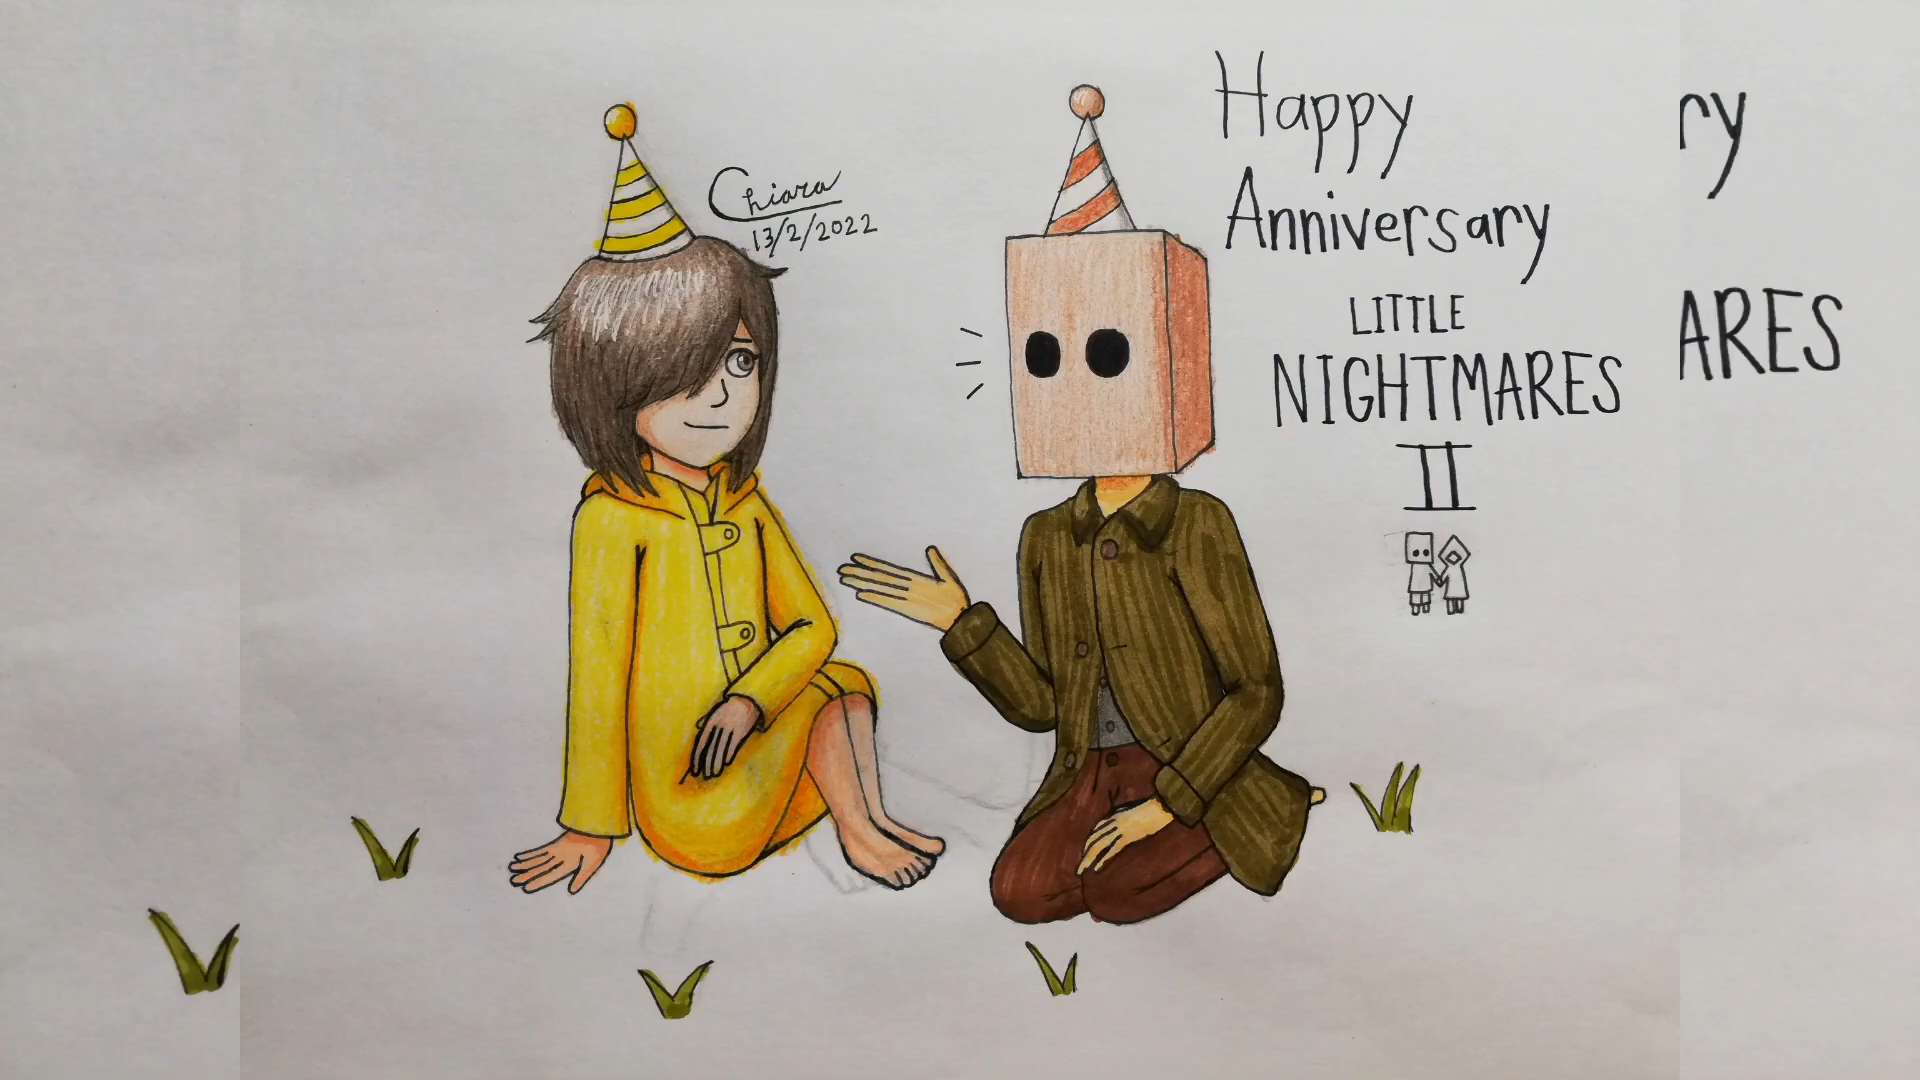 Chiara
13/2/2022
Happy
Anniversary
LITTLE
NIGHTMARES
II
ry
ARES